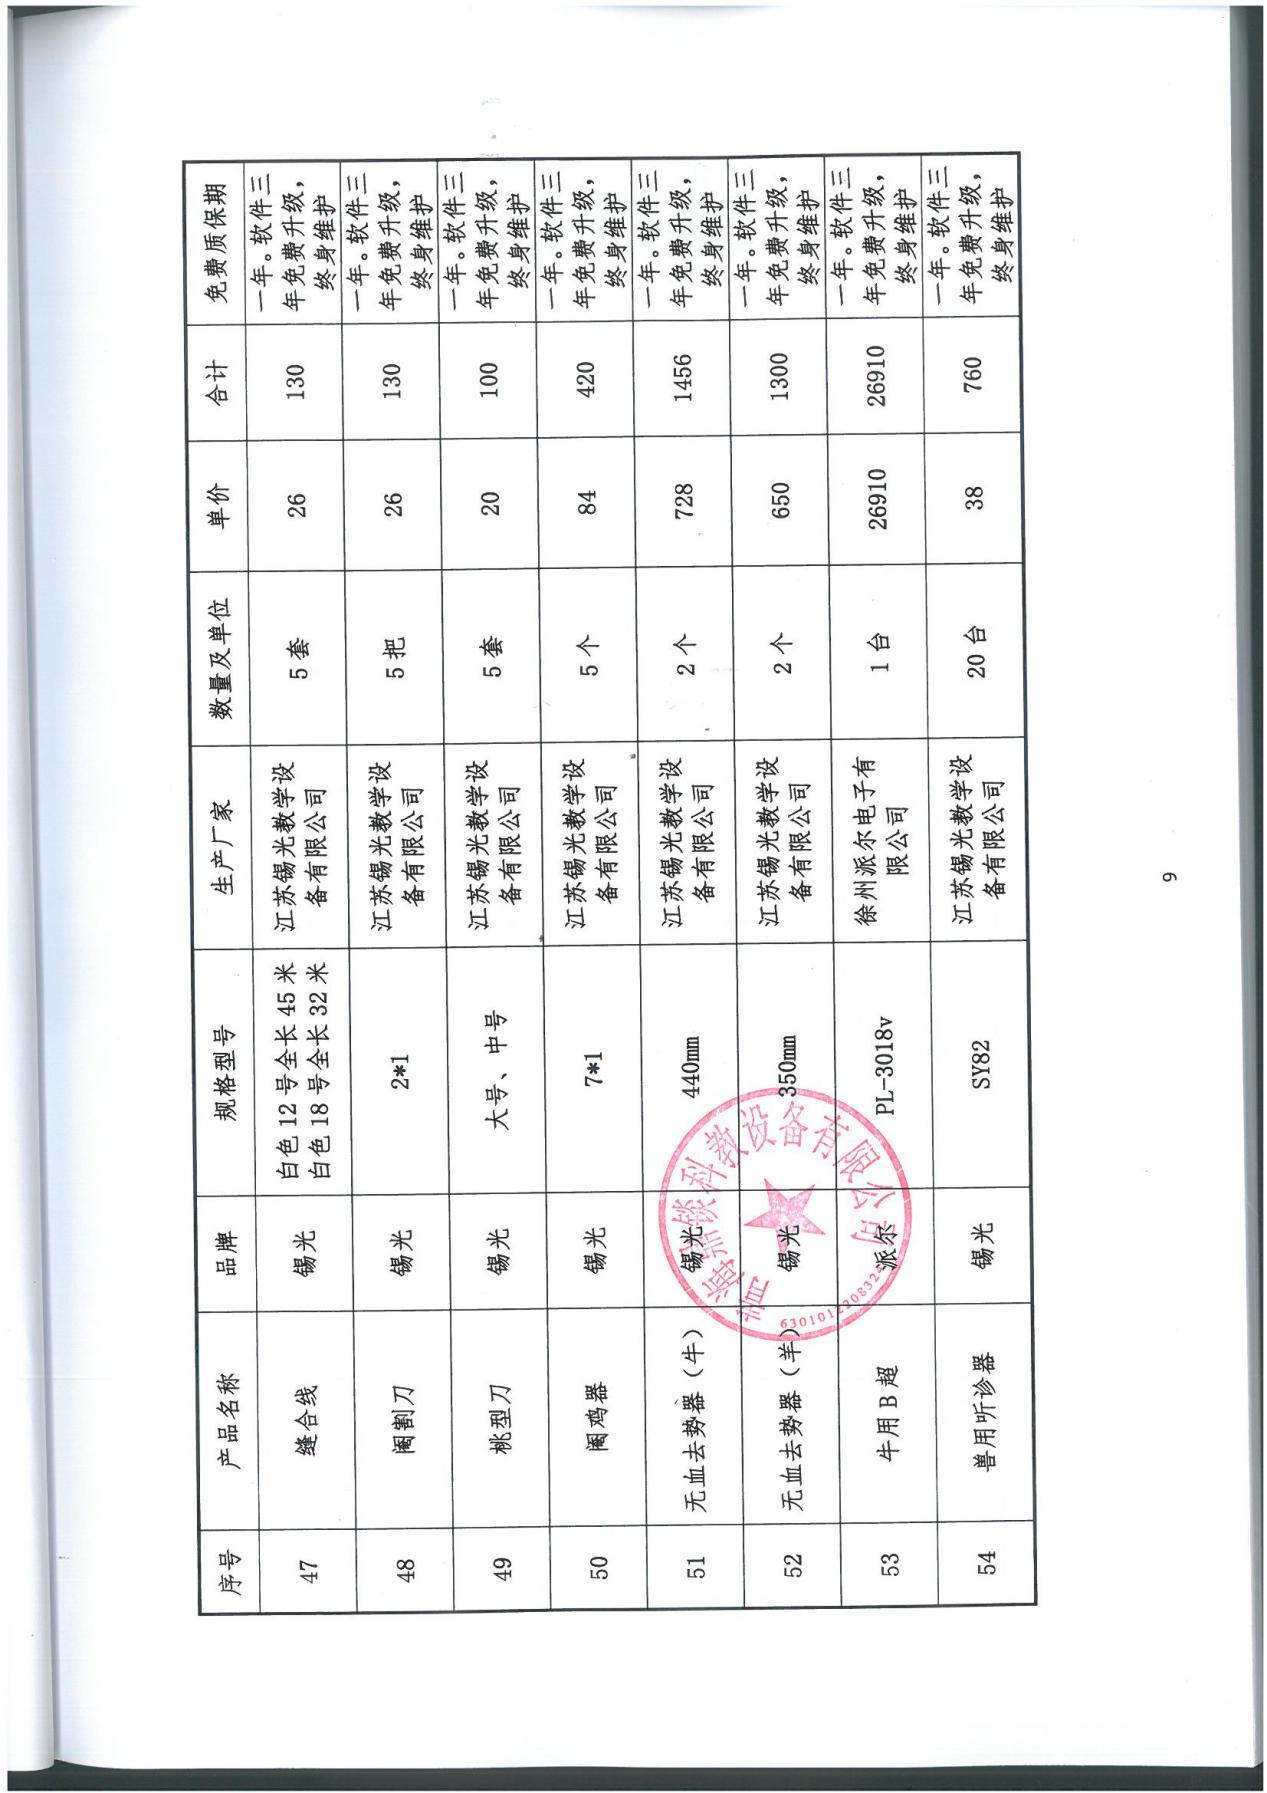 序号 产品名称 品牌 规格型号 生产厂家 数量及单位 单价 合计 免费质保期
47 缝合线 锡光 白色12号全长45米 江苏锡光教学设 5套 26 130 一年。软件三
白色18号全长32米 备有限公司 年免费升级，
终身维护
48 阉割刀 锡光 2*1 江苏锡光教学设 5把 26 130 一年。软件三
备有限公司 年免费升级，
终身维护
49 桃型刀 锡光 大号、中号 江苏锡光教学设 5套 20 100 一年。软件三
备有限公司 年免费升级，
终身维护
50 阉鸡器 锡光 7*1 江苏锡光教学设 5个 84 420 一年。软件三
备有限公司 年免费升级，
终身维护
51 无血去势器（牛） 锡光 440mm 江苏锡光教学设 2个 728 1456 一年。软件三
备有限公司 年免费升级，
终身维护
52 无血去势器（羊） 锡光 350mm 江苏锡光教学设 2个 650 1300 一年。软件三
备有限公司 年免费升级，
终身维护
53 牛用B超 派尔 PL-3018v 徐州派尔电子有 1台 26910 26910 一年。软件三
限公司 年免费升级，
终身维护
54 兽用听诊器 锡光 SY82 江苏锡光教学设 20台 38 760 一年。软件三
备有限公司 年免费升级，
终身维护
科教设备有限公司
9